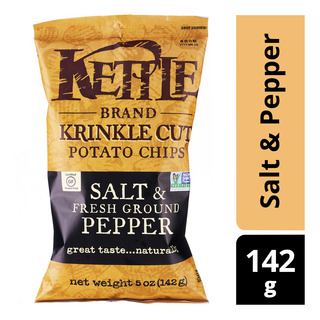 KETTLE
BRAND
KRINKLE CUT
POTATO CHIPS
SALT &
FRESH GROUND
PEPPER
great taste...naturally.
net weight 5 oz (142g)
Salt & Pepper
142
g